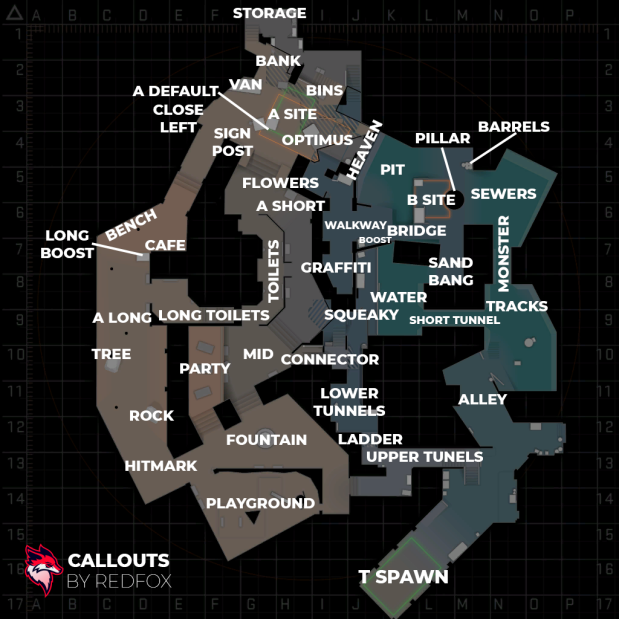 STORAGE
BANK
VAN
BINS
A DEFAULT
CLOSE
LEFT
A SITE
SIGN
POST
OPTIMUS
HEAVEN
PILLAR
BARRELS
PIT
FLOWERS
A SHORT
B SITE
SEWERS
BENCH
WALKWAY
BOOST
BRIDGE
LONG
BOOST
CAFE
TOILETS
GRAFFITI
SAND
BANG
MONSTER
WATER
A LONG
LONG TOILETS
SQUEAKY
SHORT TUNNEL
TRACKS
TREE
PARTY
MID
CONNECTOR
LOWER
TUNNELS
ALLEY
ROCK
FOUNTAIN
LADDER
UPPER TUNELS
HITMARK
PLAYGROUND
T SPAWN
CALLOUTS
BY REDFOX
A B C D E F G H I J K L M N O P
1 2 3 4 5 6 7 8 9 10 11 12 13 14 15 16 17